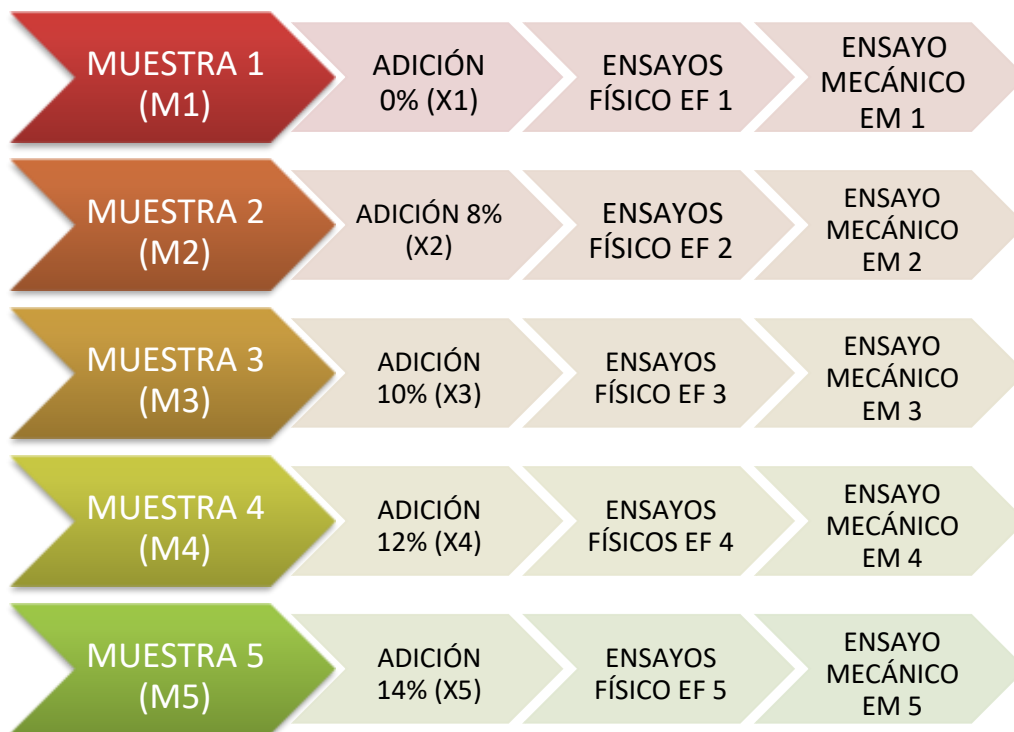 MUESTRA 1
(M1)
ADICIÓN
0% (X1)
ENSAYOS
FÍSICO EF 1
ENSAYO
MECÁNICO
EM 1
MUESTRA 2
(M2)
ADICIÓN 8%
(X2)
ENSAYOS
FÍSICO EF 2
ENSAYO
MECÁNICO
EM 2
MUESTRA 3
(M3)
ADICIÓN
10% (X3)
ENSAYOS
FÍSICO EF 3
ENSAYO
MECÁNICO
EM 3
MUESTRA 4
(M4)
ADICIÓN
12% (X4)
ENSAYOS
FÍSICOS EF 4
ENSAYO
MECÁNICO
EM 4
MUESTRA 5
(M5)
ADICIÓN
14% (X5)
ENSAYOS
FÍSICO EF 5
ENSAYO
MECÁNICO
EM 5